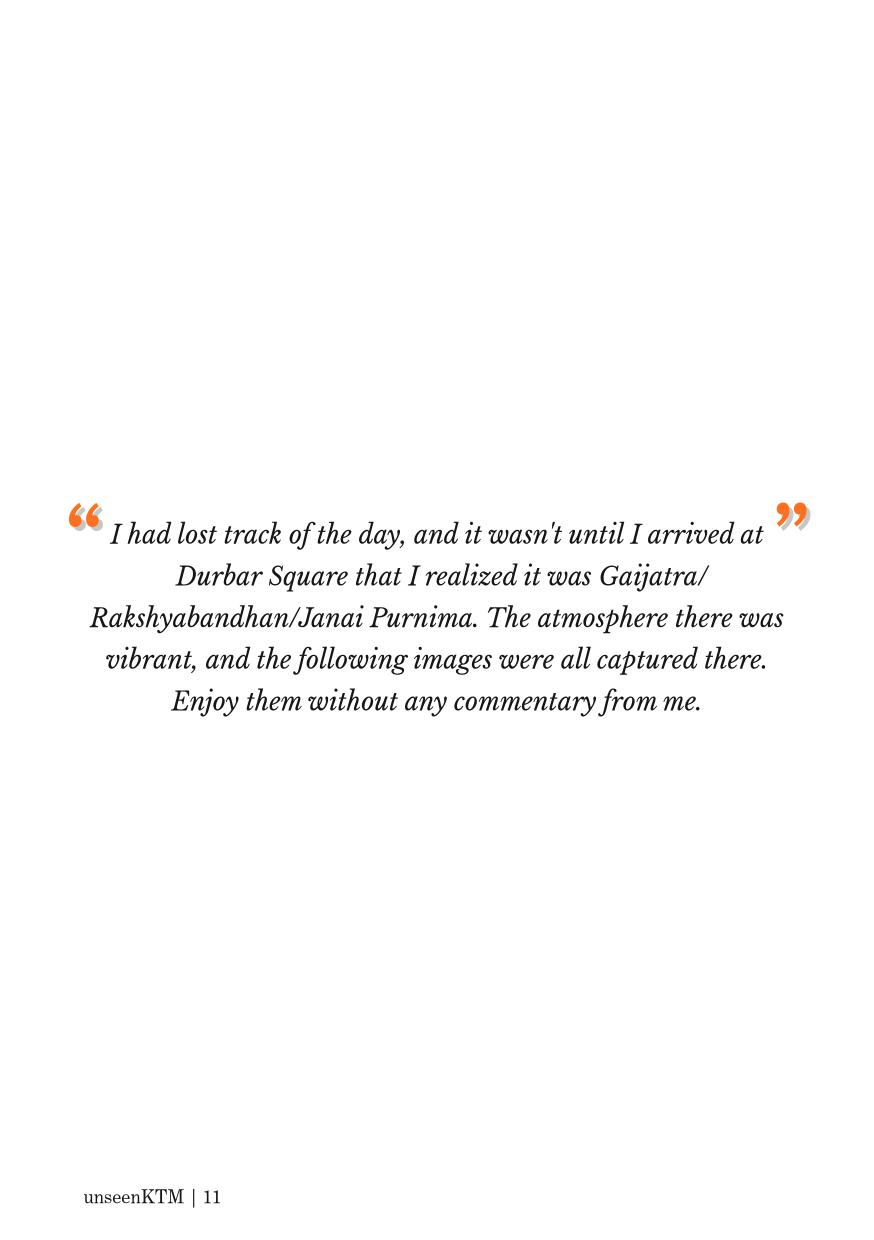 “ I had lost track of the day, and it wasn't until I arrived at ”
Durbar Square that I realized it was Gaijatra/
Rakshyabandhan/Janai Purnima. The atmosphere there was
vibrant, and the following images were all captured there.
Enjoy them without any commentary from me.
unseenKTM | 11